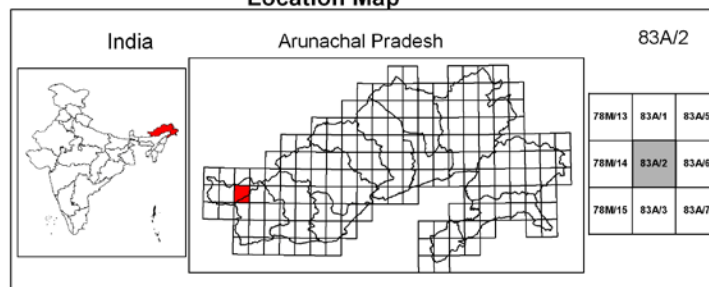 Location Map
India
Arunachal Pradesh
83A/2
78M/13 83A/1 83A/5
78M/14 83A/2 83A/6
78M/15 83A/3 83A/7